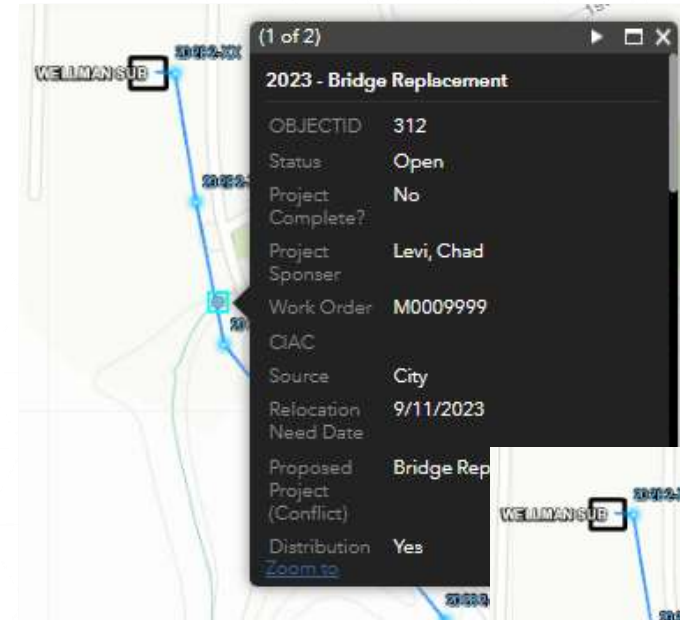 (1 of 2)
2023 - Bridge Replacement
OBJECTID 312
Status Open
Project Complete? No
Project Sponser Levi, Chad
Work Order M0009999
CIAC
Source City
Relocation Need Date 9/11/2023
Proposed Project (Conflict) Bridge Rep
Distribution Yes
Zoom to
WELLMAN SUB
WELLMAN SUB